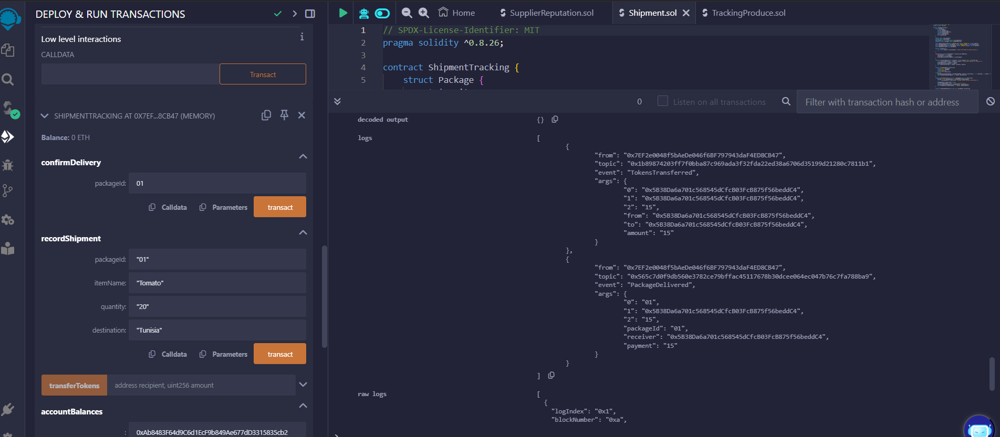 DEPLOY & RUN TRANSACTIONS
Low level interactions
i
CALLDATA
Transact
SHIPMENTTRACKING AT 0X7EF...8CB47 (MEMORY)
Balance: 0 ETH
confirmDelivery
packageId: 01
Calldata Parameters transact
recordShipment
packageId: "01"
itemName: "Tomato"
quantity: "20"
destination: "Tunisia"
Calldata Parameters transact
transferTokens address recipient, uint256 amount
accountBalances
: 0xAb8483F64d9C6d1EcF9b849Ae677dD3315835cb2
Home SupplierReputation.sol Shipment.sol TrackingProduce.sol
1 // SPDX-License-Identifier: MIT
2 pragma solidity ^0.8.26;
3
4 contract ShipmentTracking {
5 struct Package {
0 Listen on all transactions Filter with transaction hash or address
decoded output {}
logs [
{
"from": "0x7EF2e0048f5bAeDe046f6BF797943daF4ED8CB47",
"topic": "0x1b89874203ff7f0bba87c969ada3f32fda22ed38a6706d35199d21280c7811b1",
"event": "TokensTransferred",
"args": {
"0": "0x5B38Da6a701c568545dCfcB03FcB875f56beddC4",
"1": "0x5B38Da6a701c568545dCfcB03FcB875f56beddC4",
"2": "15",
"from": "0x5B38Da6a701c568545dCfcB03FcB875f56beddC4",
"to": "0x5B38Da6a701c568545dCfcB03FcB875f56beddC4",
"amount": "15"
}
},
{
"from": "0x7EF2e0048f5bAeDe046f6BF797943daF4ED8CB47",
"topic": "0x565c7d0f9db560e3782ce79bffac45117678b30dcee064ec047b76c7fa788ba9",
"event": "PackageDelivered",
"args": {
"0": "01",
"1": "0x5B38Da6a701c568545dCfcB03FcB875f56beddC4",
"2": "15",
"packageId": "01",
"receiver": "0x5B38Da6a701c568545dCfcB03FcB875f56beddC4",
"payment": "15"
}
}
]
raw logs [
{
"logIndex": "0x1",
"blockNumber": "0xa",
>